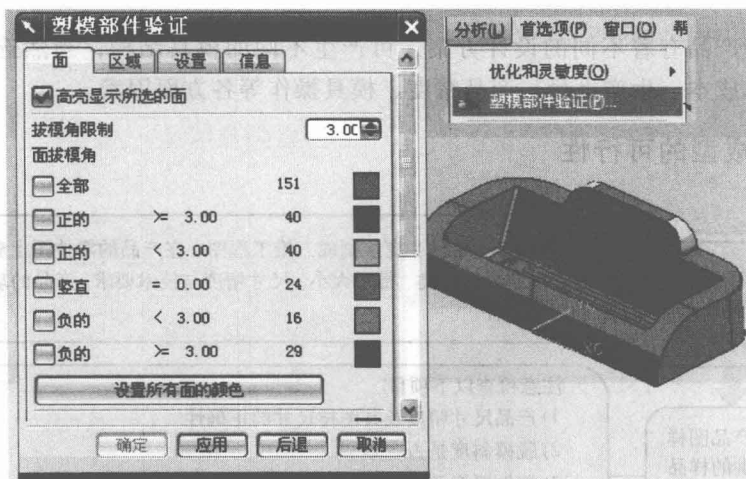 塑模部件验证
面 区域 设置 信息
高亮显示所选的面
拔模角限制 3.00
面拔模角
全部 151
正的 >= 3.00 40
正的 < 3.00 40
竖直 = 0.00 24
负的 < 3.00 16
负的 >= 3.00 29
设置所有面的颜色
确定 应用 后退 取消
分析(L) 首选项(P) 窗口(O) 帮
优化和灵敏度(O)
塑模部件验证(P)...